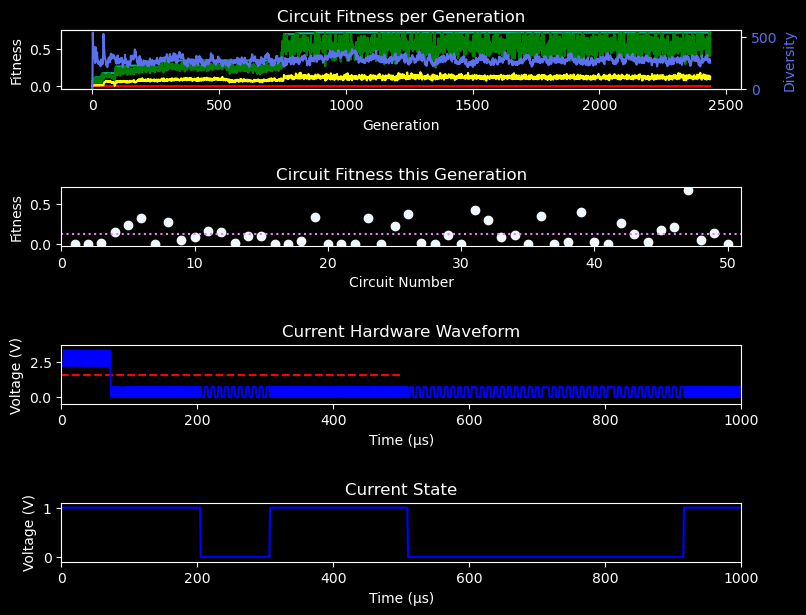 Circuit Fitness per Generation
Fitness
0.5
0.0
500
0
Diversity
0 500 1000 1500 2000 2500
Generation
Circuit Fitness this Generation
Fitness
0.5
0.0
0 10 20 30 40 50
Circuit Number
Current Hardware Waveform
Voltage (V)
2.5
0.0
0 200 400 600 800 1000
Time (μs)
Current State
Voltage (V)
1
0
0 200 400 600 800 1000
Time (μs)